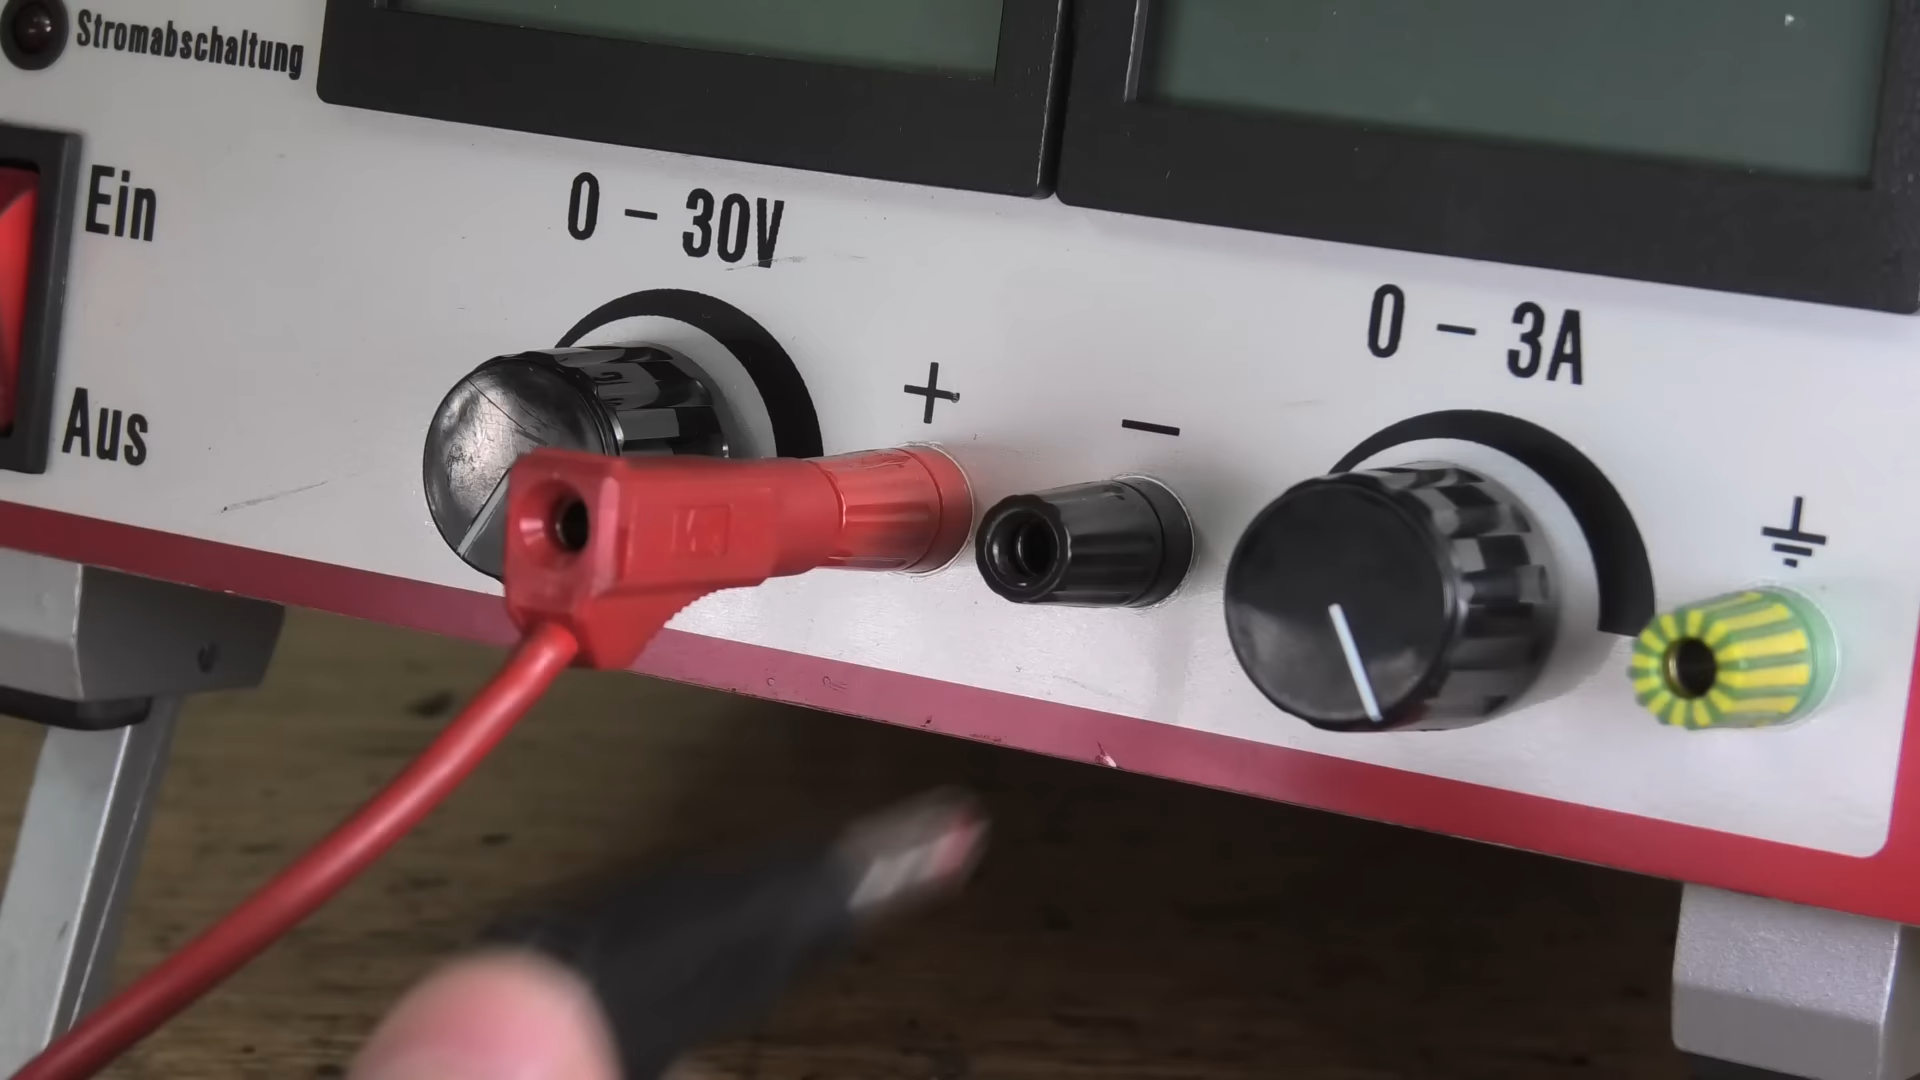 Stromabschaltung
Ein
Aus
0 – 30V
+
–
0 – 3A